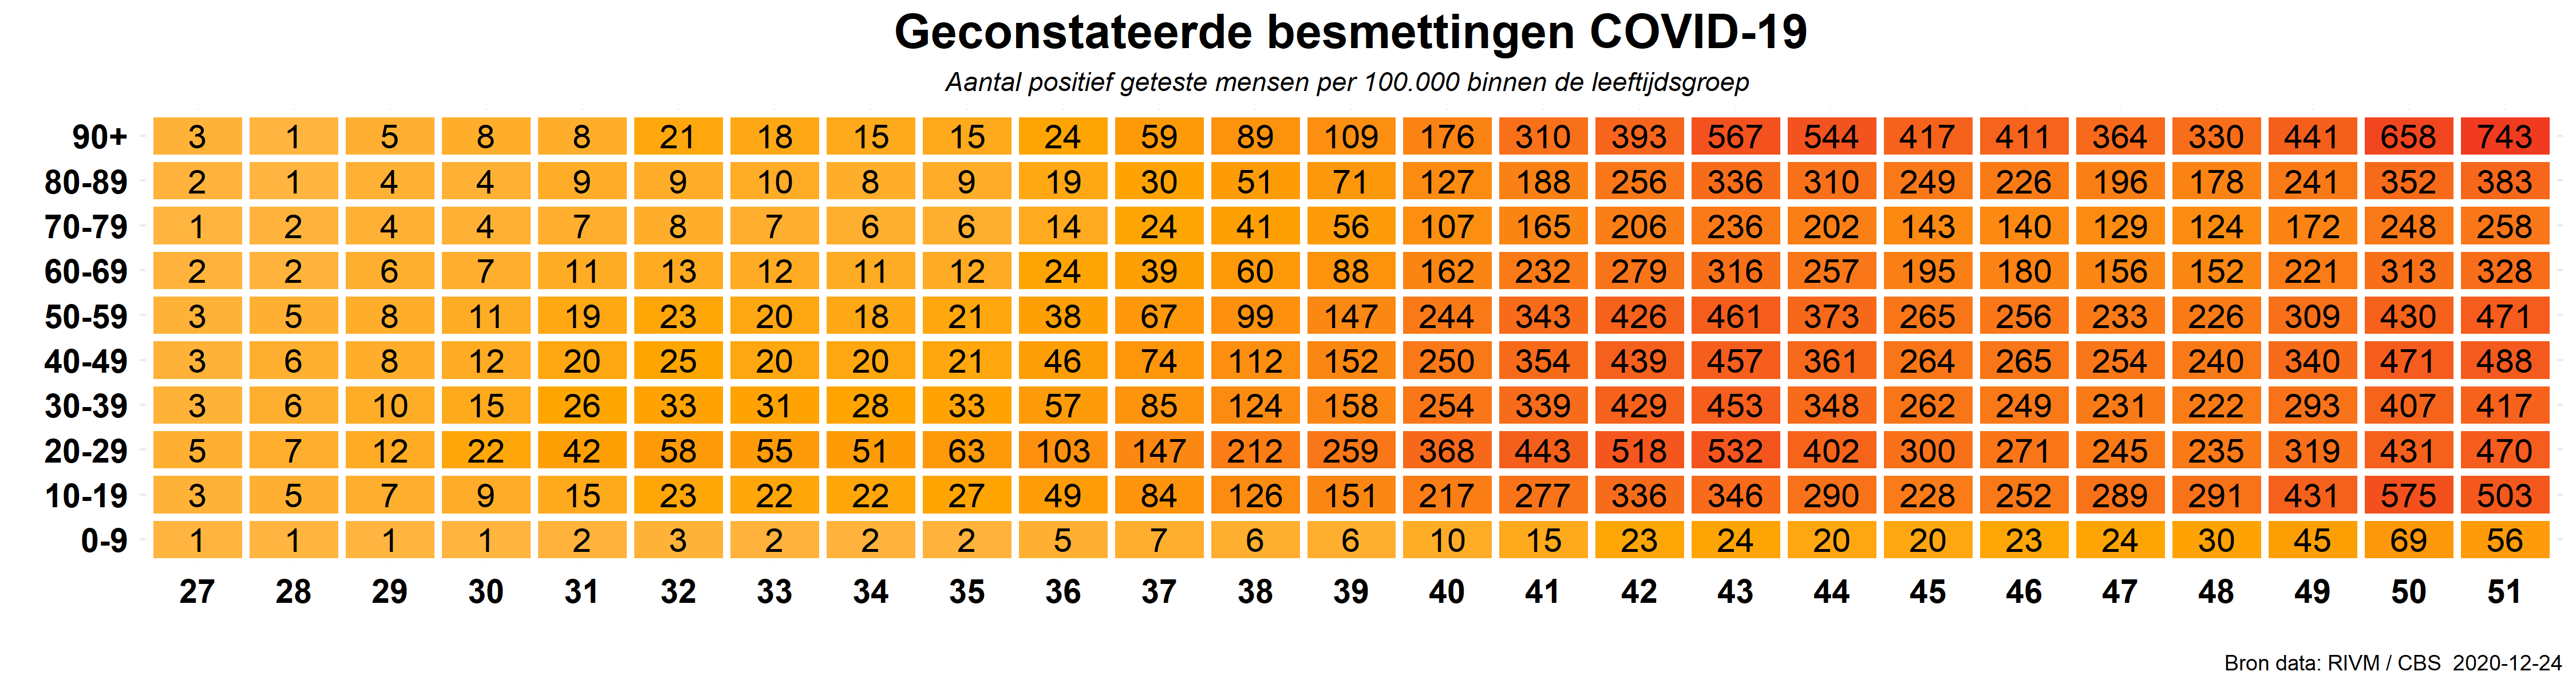 Geconstateerde besmettingen COVID-19
Aantal positief geteste mensen per 100.000 binnen de leeftijdsgroep
90+ 3 1 5 8 8 21 18 15 15 24 59 89 109 176 310 393 567 544 417 411 364 330 441 658 743
80-89 2 1 4 4 9 9 10 8 9 19 30 51 71 127 188 256 336 310 249 226 196 178 241 352 383
70-79 1 2 4 4 7 8 7 6 6 14 24 41 56 107 165 206 236 202 143 140 129 124 172 248 258
60-69 2 2 6 7 11 13 12 11 12 24 39 60 88 162 232 279 316 257 195 180 156 152 221 313 328
50-59 3 5 8 11 19 23 20 18 21 38 67 99 147 244 343 426 461 373 265 256 233 226 309 430 471
40-49 3 6 8 12 20 25 20 20 21 46 74 112 152 250 354 439 457 361 264 265 254 240 340 471 488
30-39 3 6 10 15 26 33 31 28 33 57 85 124 158 254 339 429 453 348 262 249 231 222 293 407 417
20-29 5 7 12 22 42 58 55 51 63 103 147 212 259 368 443 518 532 402 300 271 245 235 319 431 470
10-19 3 5 7 9 15 23 22 22 27 49 84 126 151 217 277 336 346 290 228 252 289 291 431 575 503
0-9 1 1 1 1 2 3 2 2 2 5 7 6 6 10 15 23 24 20 20 23 24 30 45 69 56
27 28 29 30 31 32 33 34 35 36 37 38 39 40 41 42 43 44 45 46 47 48 49 50 51
Bron data: RIVM / CBS 2020-12-24